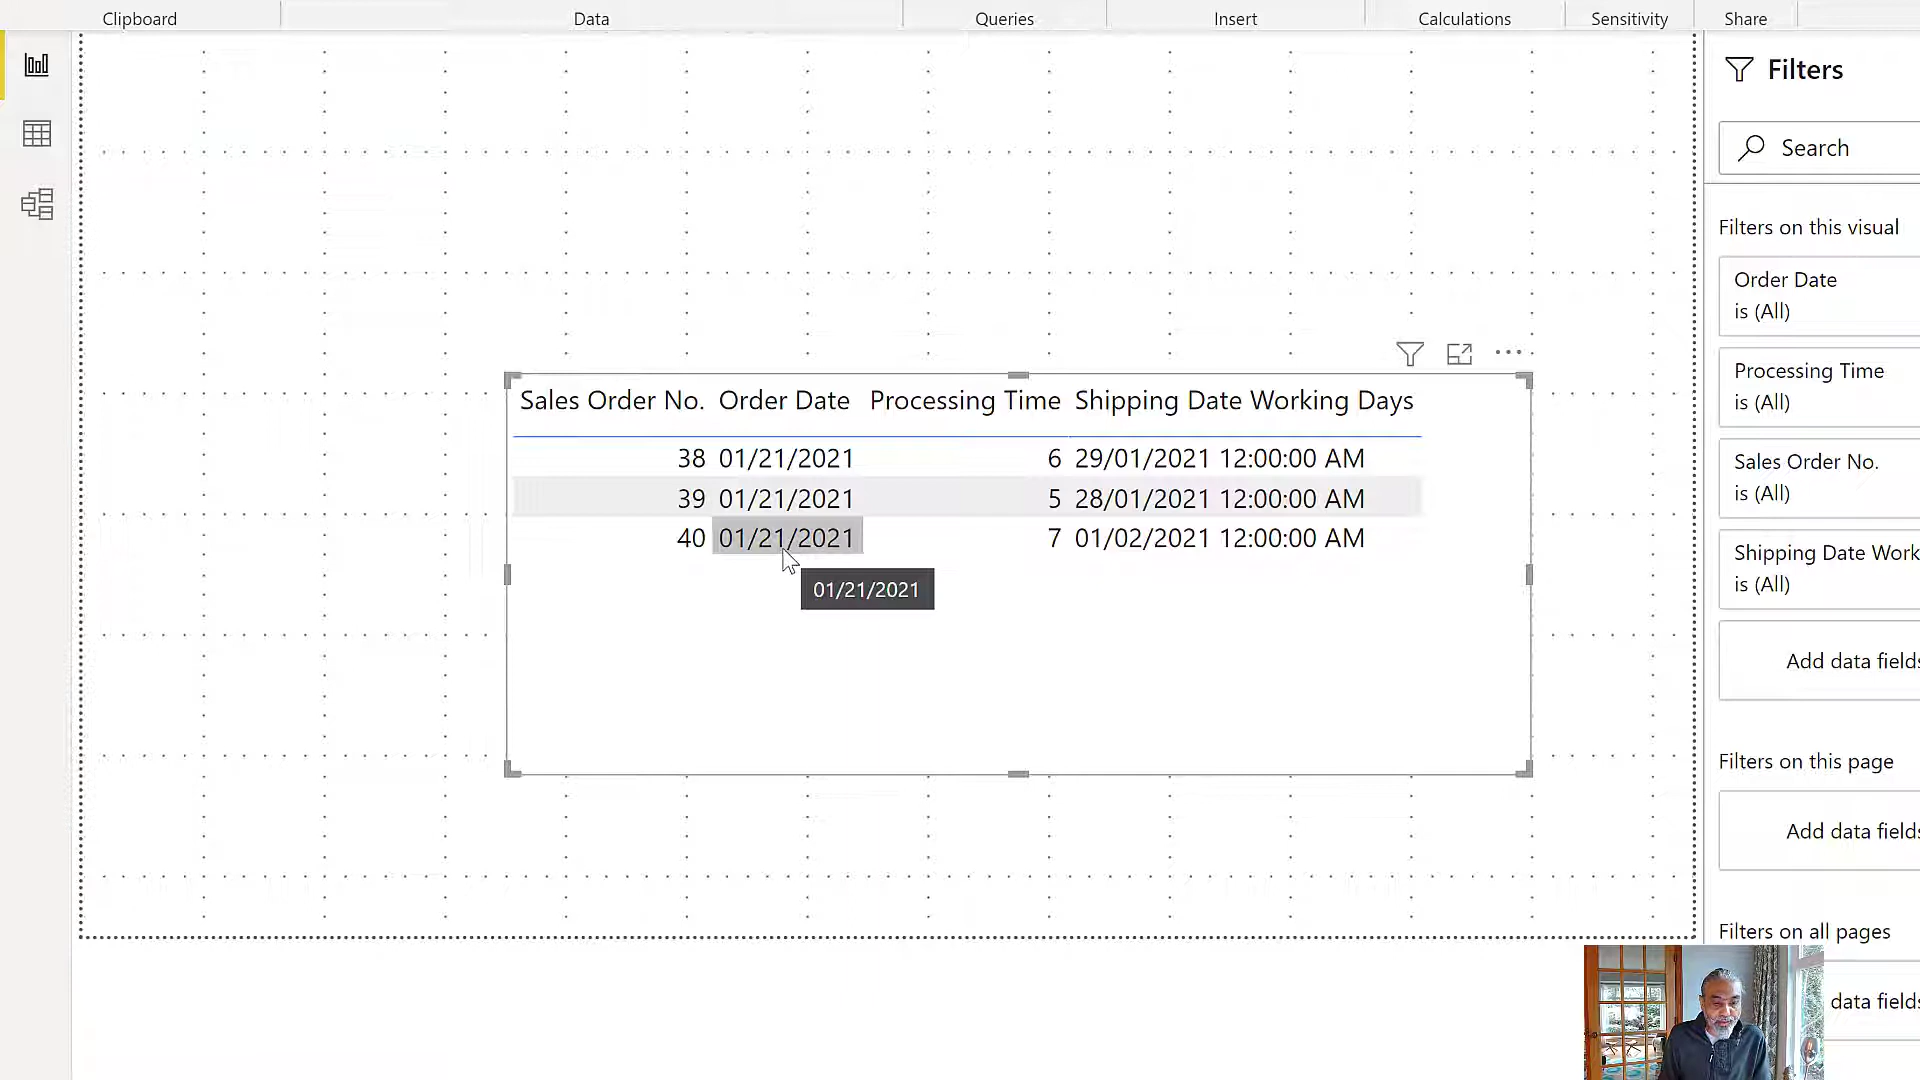 Clipboard Data Queries Insert Calculations Sensitivity Share
Filters
Search
Filters on this visual
Order Date
is (All)
Processing Time
is (All)
Sales Order No.
is (All)
Shipping Date Work
is (All)
Add data fields
Filters on this page
Add data fields
Filters on all pages
data fields
Sales Order No. Order Date Processing Time Shipping Date Working Days
38 01/21/2021 6 29/01/2021 12:00:00 AM
39 01/21/2021 5 28/01/2021 12:00:00 AM
40 01/21/2021 7 01/02/2021 12:00:00 AM
01/21/2021